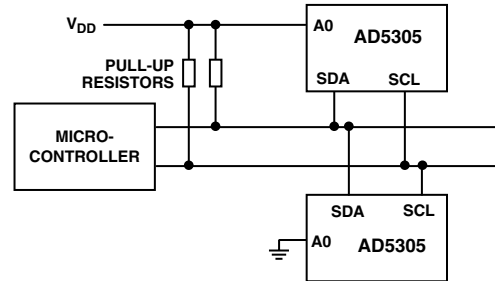 VDD
A0
AD5305
PULL-UP
RESISTORS
SDA
SCL
MICRO-
CONTROLLER
SDA
SCL
A0
AD5305